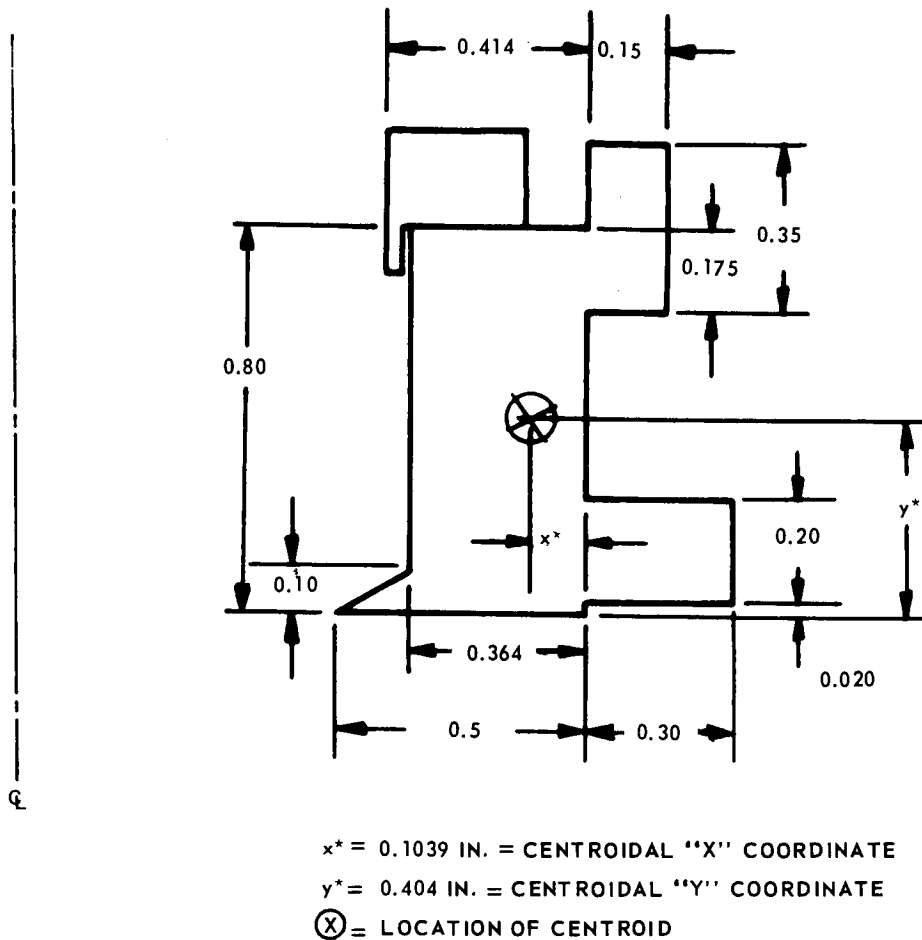 0.414 0.15
0.35
0.175
0.80
y*
x*
0.20
0.10
0.364
0.020
0.5
0.30
℄
x* = 0.1039 IN. = CENTROIDAL "X" COORDINATE
y* = 0.404 IN. = CENTROIDAL "Y" COORDINATE
Ⓧ = LOCATION OF CENTROID